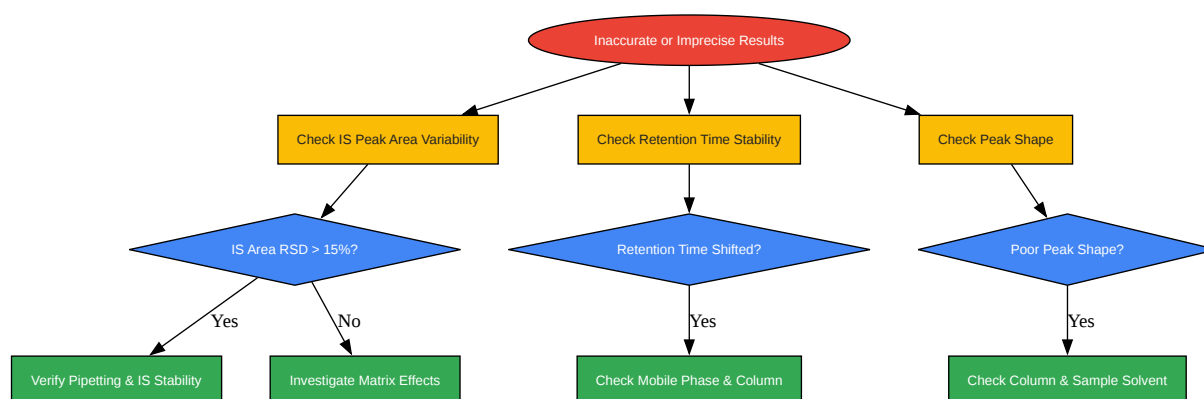 Inaccurate or Imprecise Results
Check IS Peak Area Variability
Check Retention Time Stability
Check Peak Shape
IS Area RSD > 15%?
Retention Time Shifted?
Poor Peak Shape?
Yes
No
Yes
Yes
Verify Pipetting & IS Stability
Investigate Matrix Effects
Check Mobile Phase & Column
Check Column & Sample Solvent